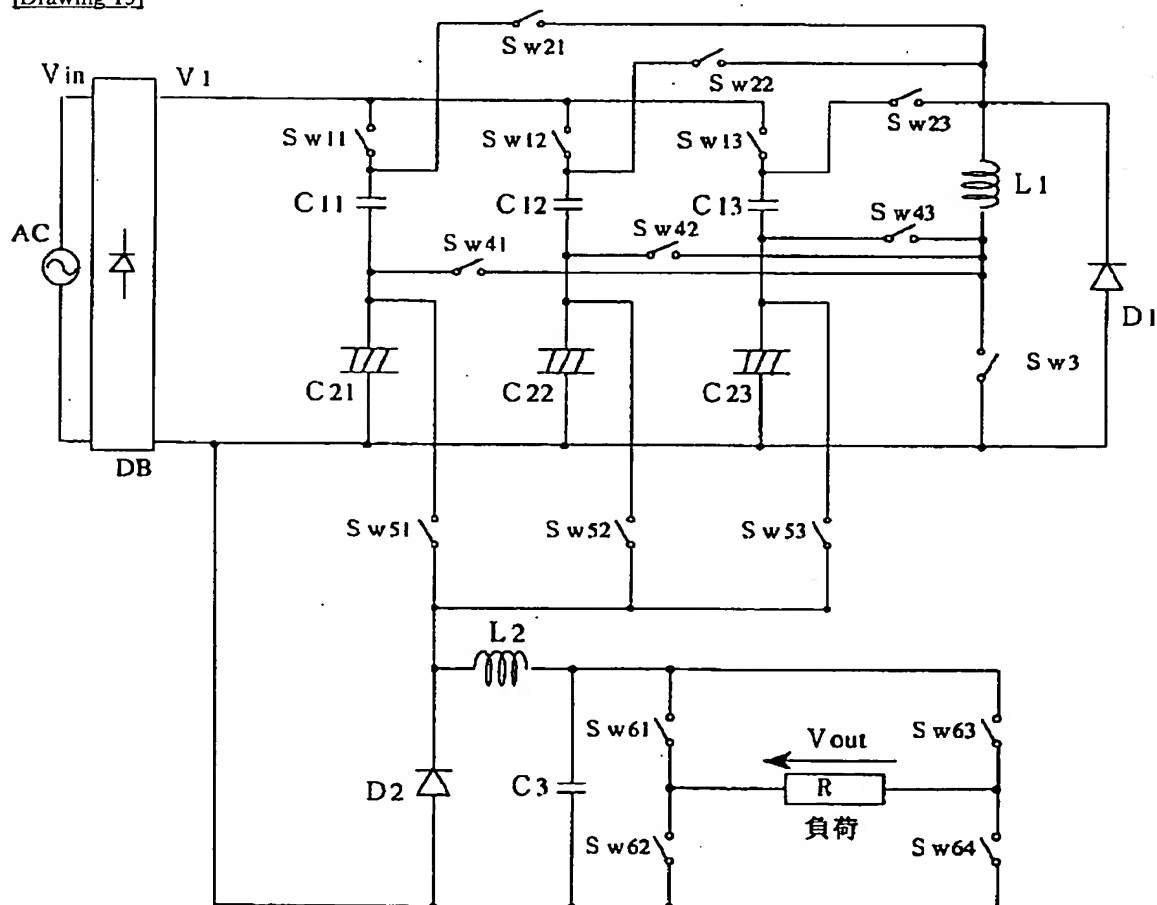 [Drawing 15]
Sw21
Vin
V1
Sw22
Sw23
Sw11
Sw12
Sw13
L1
C11
C12
C13
AC
Sw41
Sw42
Sw43
D1
C21
C22
C23
Sw3
DB
Sw51
Sw52
Sw53
L2
Sw61
Vout
Sw63
D2
C3
R
負荷
Sw62
Sw64